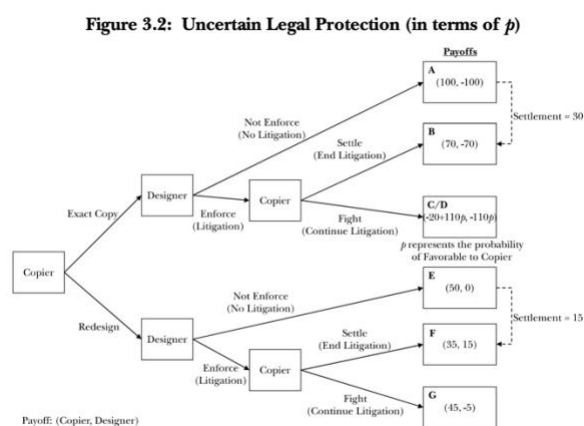 Figure 3.2: Uncertain Legal Protection (in terms of p)
Payoffs
A
(100, -100)
Not Enforce
(No Litigation)
Settlement = 30
Settle
(End Litigation)
B
(70, -70)
Designer
Copier
Exact Copy
Enforce
(Litigation)
Fight
(Continue Litigation)
C/D
(-20+110p, -110p)
p represents the probability
of Favorable to Copier
Copier
Not Enforce
(No Litigation)
E
(50, 0)
Redesign
Settlement = 15
Designer
Settle
(End Litigation)
F
(35, 15)
Enforce
(Litigation)
Copier
Fight
(Continue Litigation)
G
(45, -5)
Payoff: (Copier, Designer)